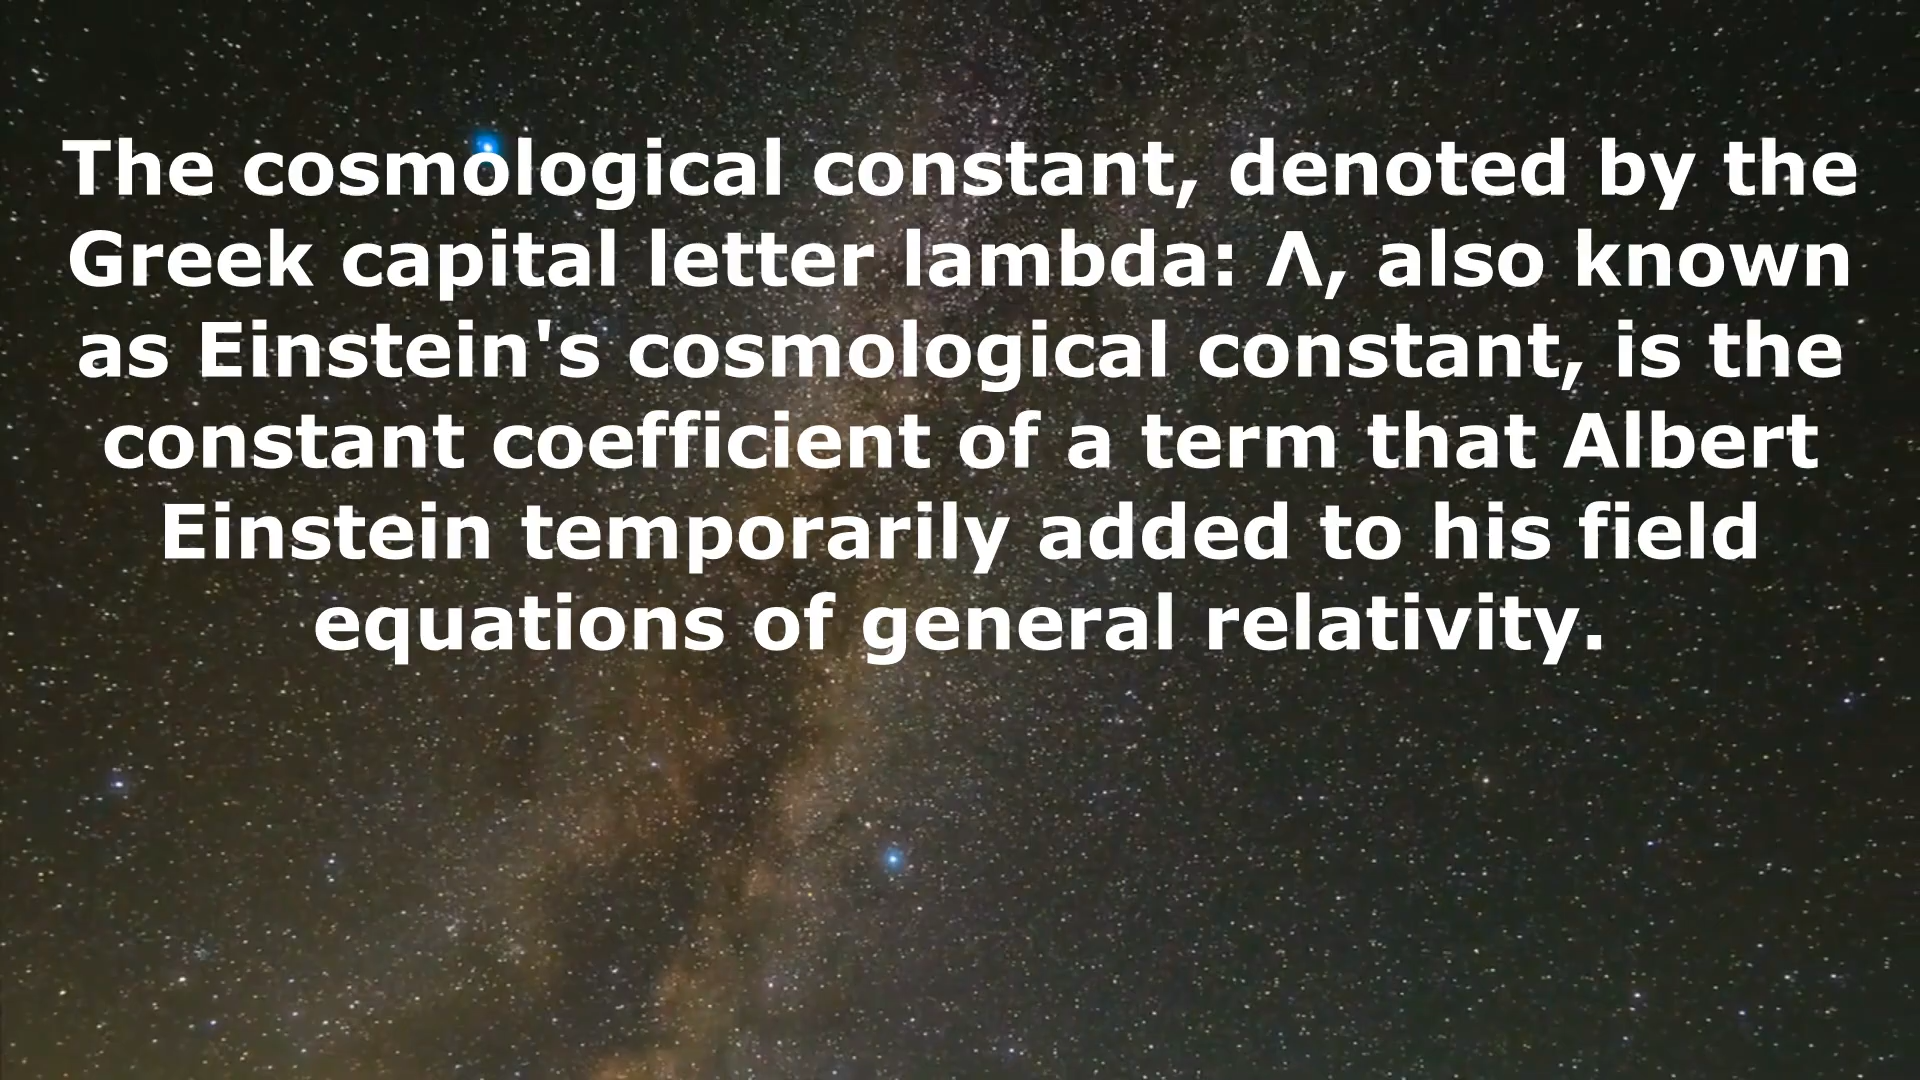 The cosmological constant, denoted by the
Greek capital letter lambda: Λ, also known
as Einstein's cosmological constant, is the
constant coefficient of a term that Albert
Einstein temporarily added to his field
equations of general relativity.